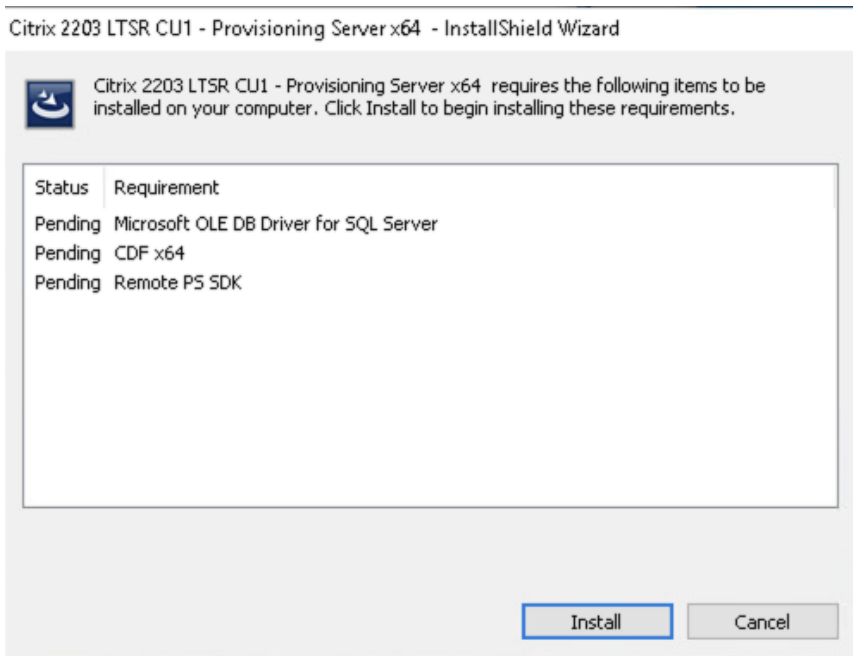 Citrix 2203 LTSR CU1 - Provisioning Server x64 - InstallShield Wizard
Citrix 2203 LTSR CU1 - Provisioning Server x64 requires the following items to be
installed on your computer. Click Install to begin installing these requirements.
Status Requirement
Pending Microsoft OLE DB Driver for SQL Server
Pending CDF x64
Pending Remote PS SDK
Install Cancel